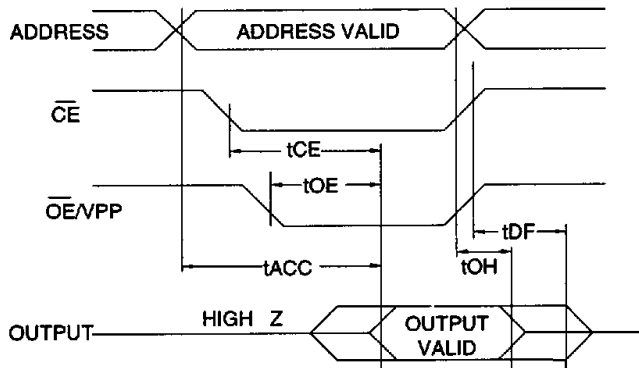 ADDRESS
ADDRESS VALID
CE
tCE
tOE
OE/VPP
tDF
tACC
tOH
HIGH Z
OUTPUT
OUTPUT
VALID